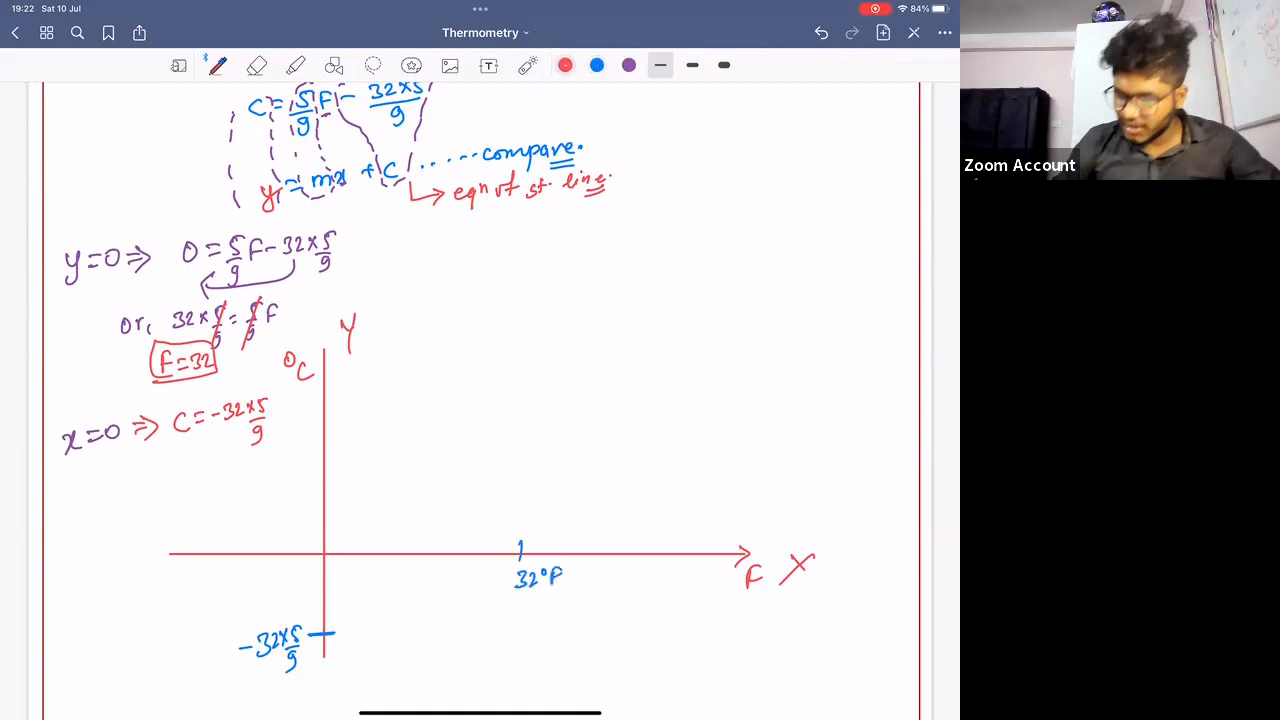 19:22 Sat 10 Jul
84%
Thermometry
C = 5/9 F - 32×5/9
y = mx + C ...... compare.
→ eqn of st. line.
y=0 ⇒ 0 = 5/9 F - 32×5/9
or, 32×5/9 = 5/9 F
F=32
x=0 ⇒ C = -32×5/9
Y
°C
32°F
F X
-32×5/9
Zoom Account